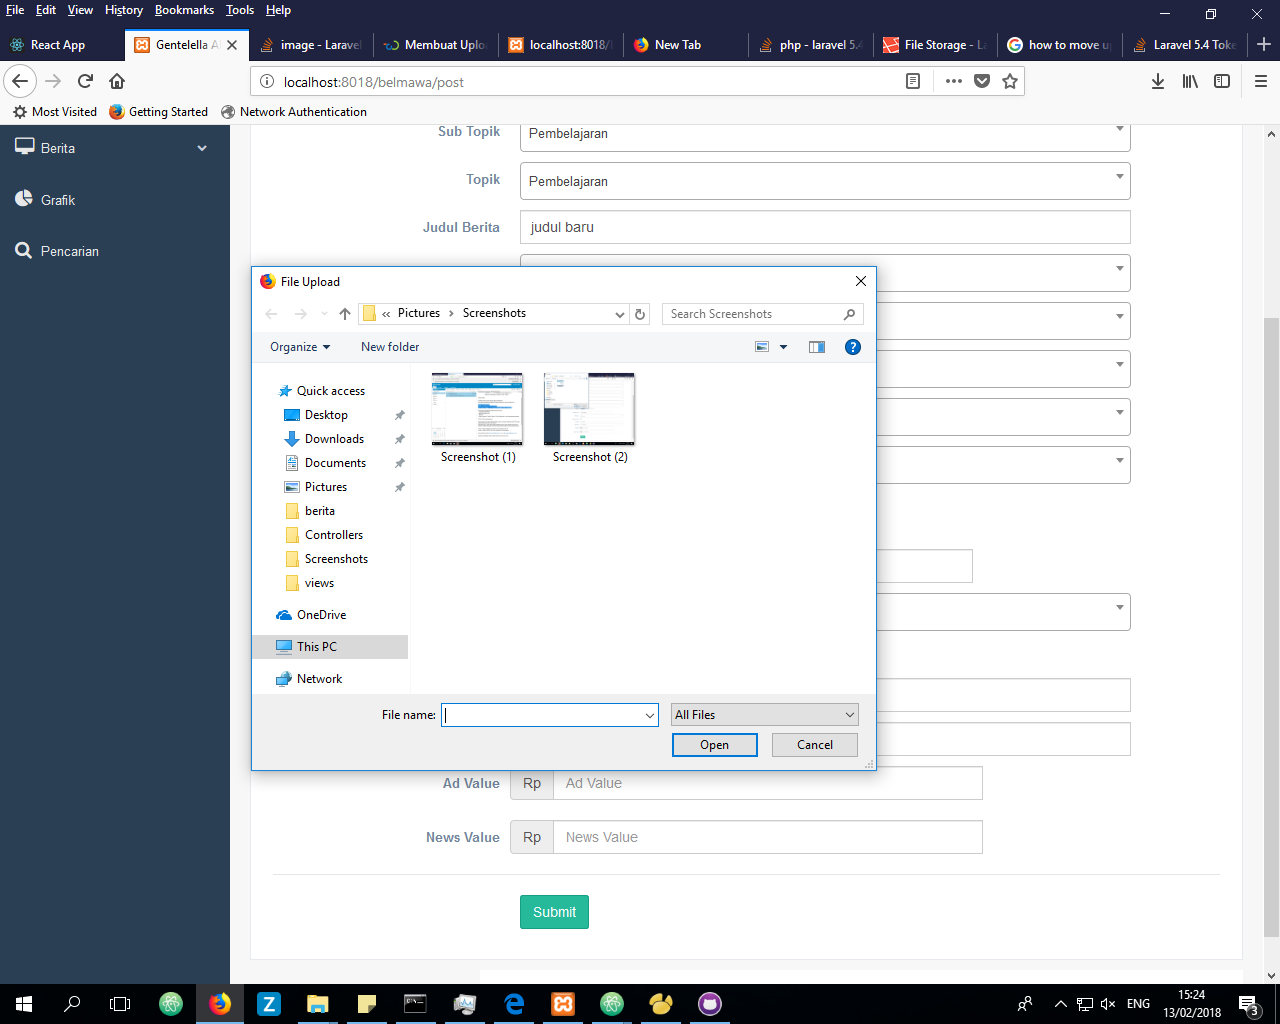 File Edit View History Bookmarks Tools Help
React App
Gentelella Al
image - Laravel
Membuat Uplo
localhost:8018/
New Tab
php - laravel 5.4
File Storage - La
how to move u
Laravel 5.4 Toke
localhost:8018/belmawa/post
Most Visited Getting Started Network Authentication
Berita
Grafik
Pencarian
Sub Topik Pembelajaran
Topik Pembelajaran
Judul Berita judul baru
File Upload
« Pictures > Screenshots
Search Screenshots
Organize New folder
Quick access
Desktop
Downloads
Documents
Pictures
berita
Controllers
Screenshots
views
OneDrive
This PC
Network
Screenshot (1) Screenshot (2)
File name: All Files
Open Cancel
Ad Value Rp Ad Value
News Value Rp News Value
Submit
ENG
15:24
13/02/2018
3